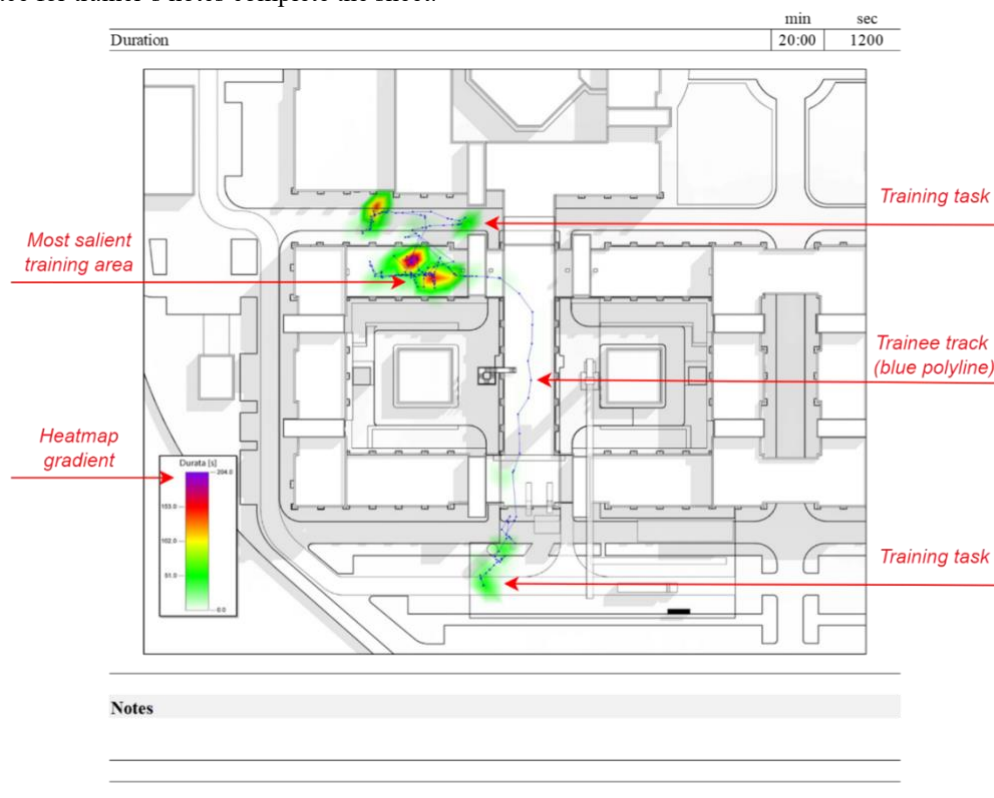 min sec
Duration 20:00 1200
Training task
Most salient
training area
Trainee track
(blue polyline)
Heatmap
gradient
Durata [s]
204.0
153.0
102.0
51.0
0.0
Training task
Notes